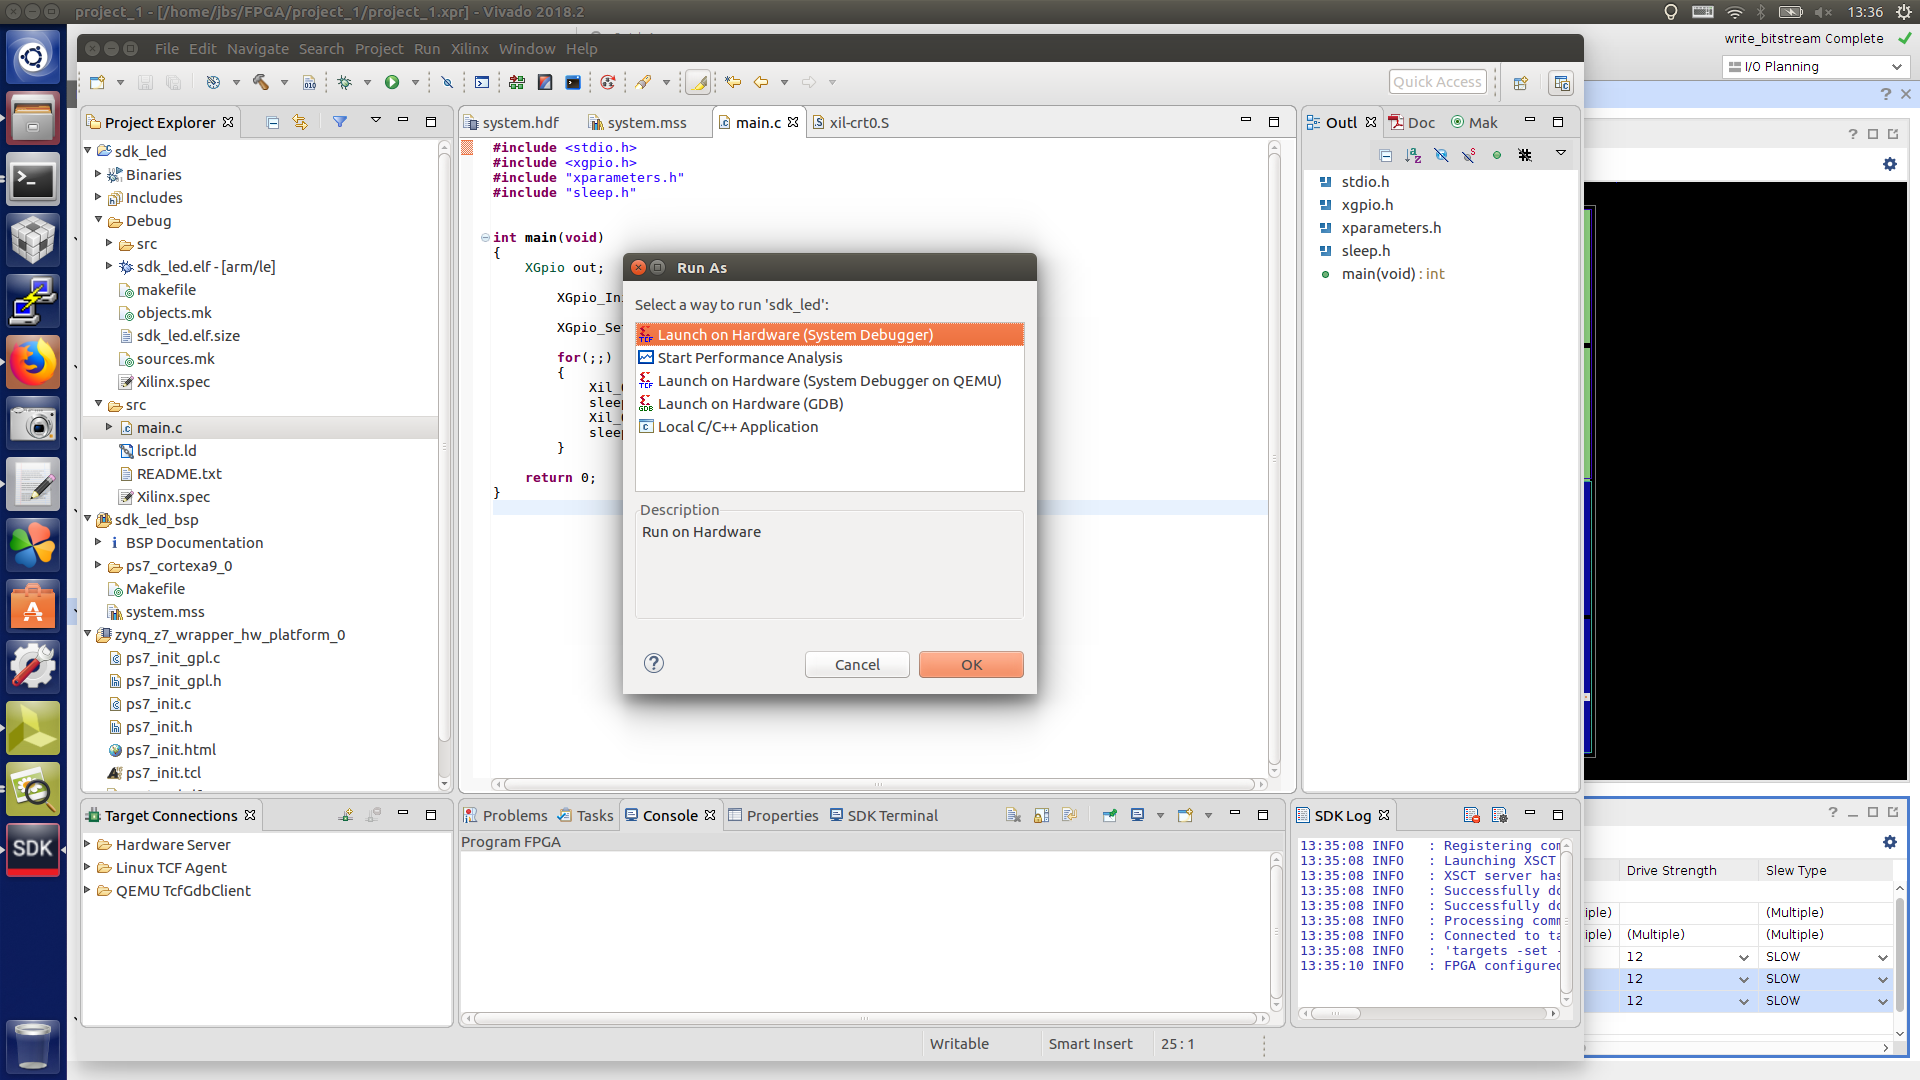 project_1 - [/home/jbs/FPGA/project_1/project_1.xpr] - Vivado 2018.2
13:36
write_bitstream Complete
I/O Planning
File Edit Navigate Search Project Run Xilinx Window Help
Quick Access
Project Explorer
sdk_led
Binaries
Includes
Debug
src
sdk_led.elf - [arm/le]
makefile
objects.mk
sdk_led.elf.size
sources.mk
Xilinx.spec
src
main.c
lscript.ld
README.txt
Xilinx.spec
sdk_led_bsp
BSP Documentation
ps7_cortexa9_0
Makefile
system.mss
zynq_z7_wrapper_hw_platform_0
ps7_init_gpl.c
ps7_init_gpl.h
ps7_init.c
ps7_init.h
ps7_init.html
ps7_init.tcl
system.hdf system.mss main.c xil-crt0.S
#include <stdio.h>
#include <xgpio.h>
#include "xparameters.h"
#include "sleep.h"
int main(void)
{
XGpio out;
XGpio_In
XGpio_Se
for(;;)
{
Xil_
sleep
Xil_
sleep
}
return 0;
}
Run As
Select a way to run 'sdk_led':
Launch on Hardware (System Debugger)
Start Performance Analysis
Launch on Hardware (System Debugger on QEMU)
Launch on Hardware (GDB)
Local C/C++ Application
Description
Run on Hardware
Cancel OK
Outl Doc Mak
stdio.h
xgpio.h
xparameters.h
sleep.h
main(void) : int
Target Connections
Hardware Server
Linux TCF Agent
QEMU TcfGdbClient
Problems Tasks Console Properties SDK Terminal
Program FPGA
SDK Log
13:35:08 INFO : Registering com
13:35:08 INFO : Launching XSCT
13:35:08 INFO : XSCT server has
13:35:08 INFO : Successfully do
13:35:08 INFO : Successfully do
13:35:08 INFO : Processing comm
13:35:08 INFO : Connected to ta
13:35:08 INFO : 'targets -set -
13:35:10 INFO : FPGA configured
Drive Strength Slew Type
iple) (Multiple)
iple) (Multiple) (Multiple)
12 SLOW
12 SLOW
12 SLOW
Writable Smart Insert 25 : 1
SDK